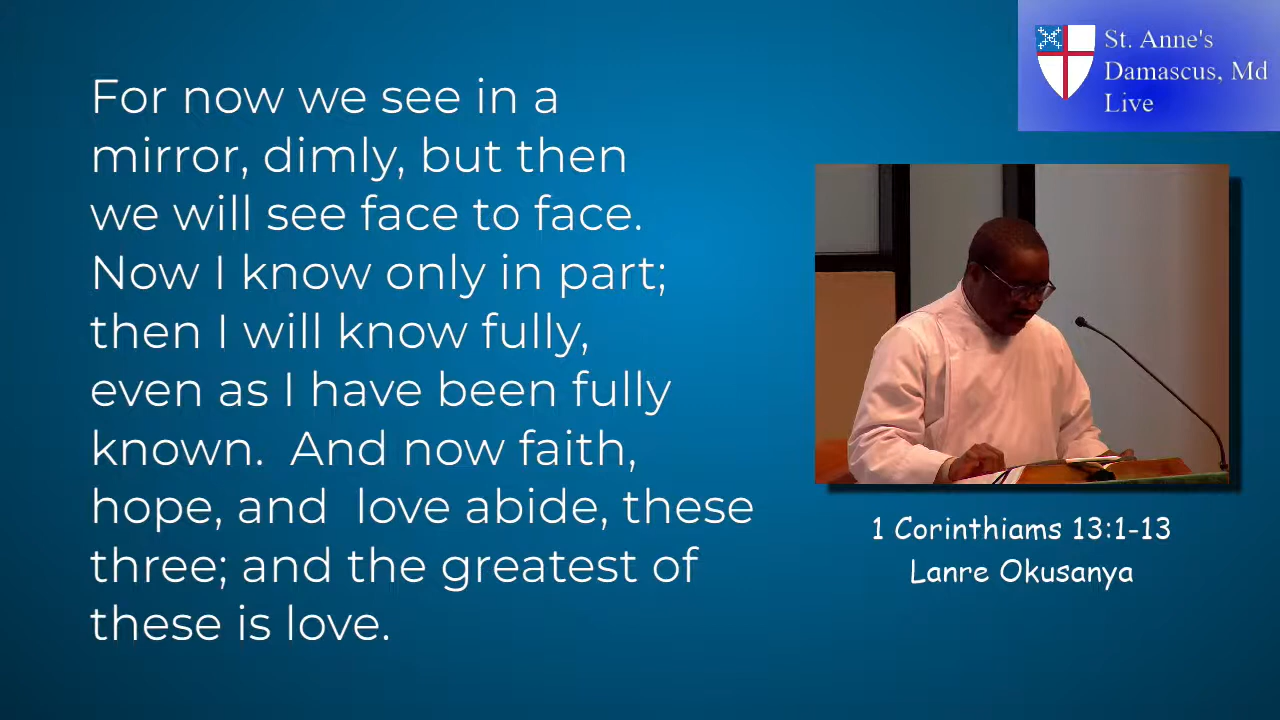 For now we see in a
mirror, dimly, but then
we will see face to face.
Now I know only in part;
then I will know fully,
even as I have been fully
known.  And now faith,
hope, and  love abide, these
three; and the greatest of
these is love.
St. Anne's
Damascus, Md
Live
1 Corinthiams 13:1-13
Lanre Okusanya